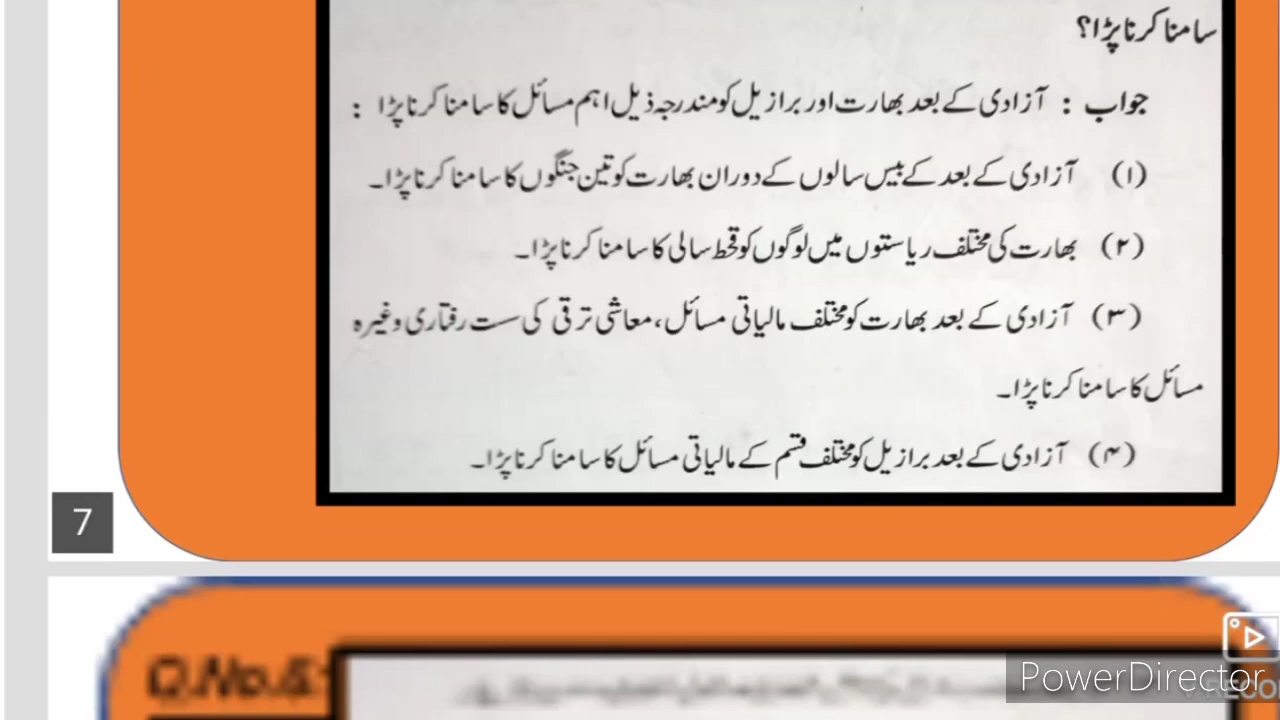 سامنا کرنا پڑا؟
جواب : آزادی کے بعد بھارت اور برازیل کو مندرجہ ذیل اہم مسائل کا سامنا کرنا پڑا :
(۱) آزادی کے بعد کے بیس سالوں کے دوران بھارت کو تین جنگوں کا سامنا کرنا پڑا۔
(۲) بھارت کی مختلف ریاستوں میں لوگوں کو قحط سالی کا سامنا کرنا پڑا۔
(۳) آزادی کے بعد بھارت کو مختلف مالیاتی مسائل، معاشی ترقی کی سست رفتاری وغیرہ
مسائل کا سامنا کرنا پڑا۔
(۴) آزادی کے بعد برازیل کو مختلف قسم کے مالیاتی مسائل کا سامنا کرنا پڑا۔
7
Q.No.
PowerDirector